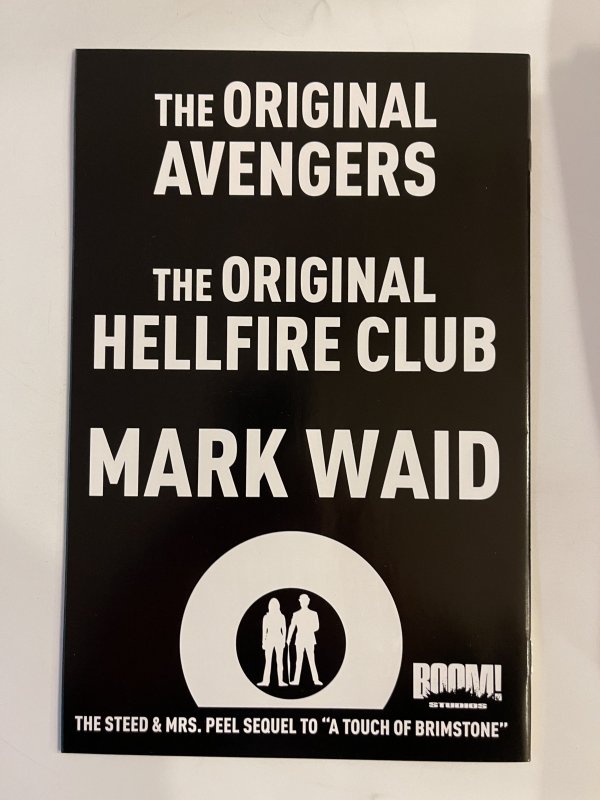 THE ORIGINAL
AVENGERS
THE ORIGINAL
HELLFIRE CLUB
MARK WAID
BOOM!
STUDIOS
THE STEED & MRS. PEEL SEQUEL TO “A TOUCH OF BRIMSTONE”